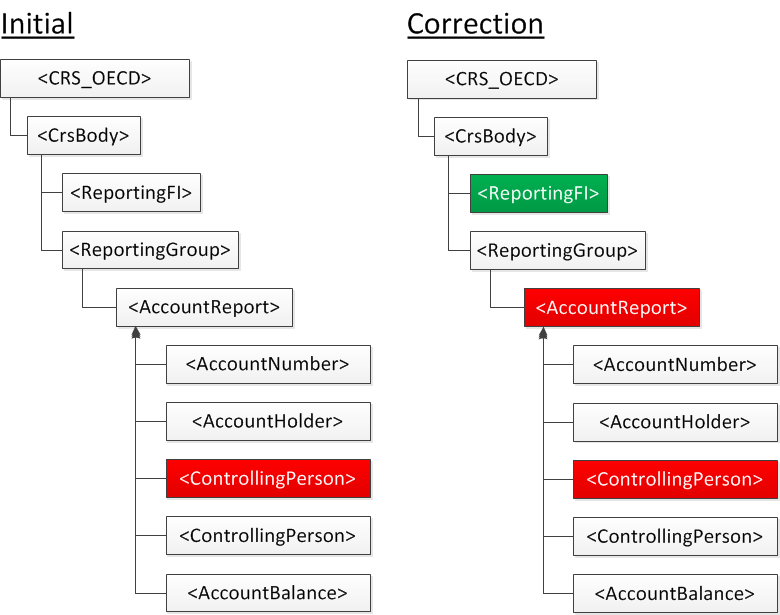 Initial
<CRS_OECD>
<CrsBody>
<ReportingFI>
<ReportingGroup>
<AccountReport>
<AccountNumber>
<AccountHolder>
<ControllingPerson>
<ControllingPerson>
<AccountBalance>
Correction
<CRS_OECD>
<CrsBody>
<ReportingFI>
<ReportingGroup>
<AccountReport>
<AccountNumber>
<AccountHolder>
<ControllingPerson>
<ControllingPerson>
<AccountBalance>